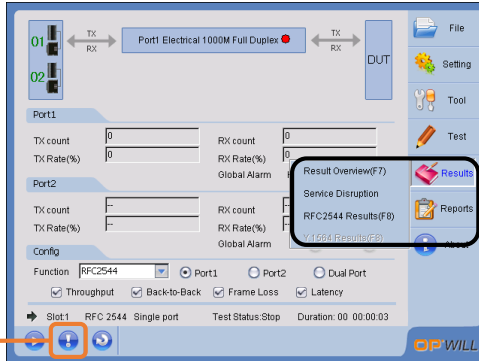 01
TX
RX
Port1 Electrical 1000M Full Duplex
TX
RX
DUT
02
File
Setting
Tool
Test
Results
Reports
Port1
TX count 0 RX count 0
TX Rate(%) 0 RX Rate(%) 0
Global Alarm
Result Overview(F7)
Service Disruption
RFC2544 Results(F8)
Y.1564 Results(F8)
Port2
TX count -- RX count
TX Rate(%) -- RX Rate(%)
Global Alarm
Config
Function RFC2544 Port1 Port2 Dual Port
Throughput Back-to-Back Frame Loss Latency
Slot:1 RFC 2544 Single port Test Status:Stop Duration: 00 00:00:03
OPWILL